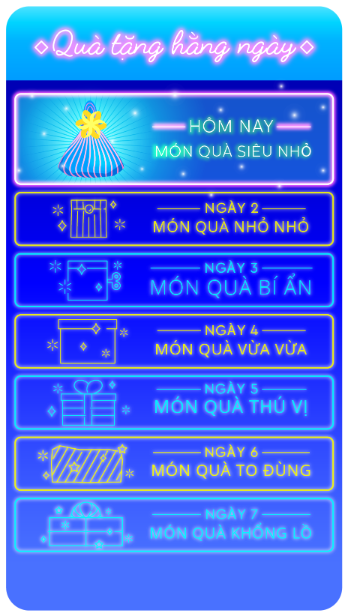 Quà tặng hằng ngày
HÔM NAY
MÓN QUÀ SIÊU NHỎ
NGÀY 2
MÓN QUÀ NHỎ NHỎ
NGÀY 3
MÓN QUÀ BÍ ẨN
NGÀY 4
MÓN QUÀ VỪA VỪA
NGÀY 5
MÓN QUÀ THÚ VỊ
NGÀY 6
MÓN QUÀ TO ĐÙNG
NGÀY 7
MÓN QUÀ KHỔNG LỒ